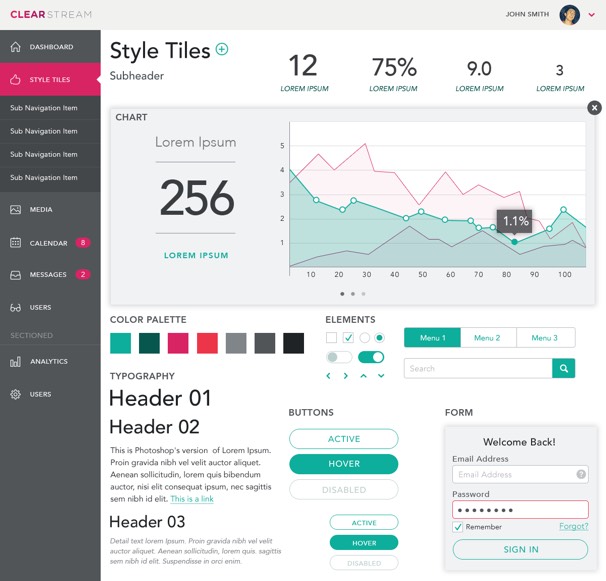 CLEARSTREAM
JOHN SMITH
DASHBOARD
STYLE TILES
Sub Navigation Item
Sub Navigation Item
Sub Navigation Item
Sub Navigation Item
MEDIA
CALENDAR 8
MESSAGES 2
USERS
SECTIONED
ANALYTICS
USERS
Style Tiles
Subheader
12
LOREM IPSUM
75%
LOREM IPSUM
9.0
LOREM IPSUM
3
LOREM IPSUM
CHART
Lorem Ipsum
256
LOREM IPSUM
5
4
3
2
1
1.1%
10 20 30 40 50 60 70 80 90 100
COLOR PALETTE
ELEMENTS
Menu 1 Menu 2 Menu 3
Search
TYPOGRAPHY
Header 01
Header 02
This is Photoshop's version of Lorem Ipsum.
Proin gravida nibh vel velit auctor aliquet.
Aenean sollicitudin, lorem quis bibendum
auctor, nisi elit consequat ipsum, nec sagittis
sem nibh id elit. This is a link
Header 03
Detail text lorem ipsum. Proin gravida nibh vel velit
auctor aliquet. Aenean sollicitudin, lorem quis. sagittis
sem nibh id elit. Suspendisse in orci enim.
BUTTONS
ACTIVE
HOVER
DISABLED
ACTIVE
HOVER
DISABLED
FORM
Welcome Back!
Email Address
Email Address ?
Password
Remember Forgot?
SIGN IN